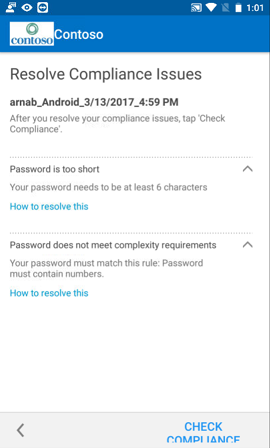 1:01
contoso Contoso
Resolve Compliance Issues
arnab_Android_3/13/2017_4:59 PM
After you resolve your compliance issues, tap 'Check
Compliance'.
Password is too short
Your password needs to be at least 6 characters
How to resolve this
Password does not meet complexity requirements
Your password must match this rule: Password
must contain numbers.
How to resolve this
CHECK
COMPLIANCE